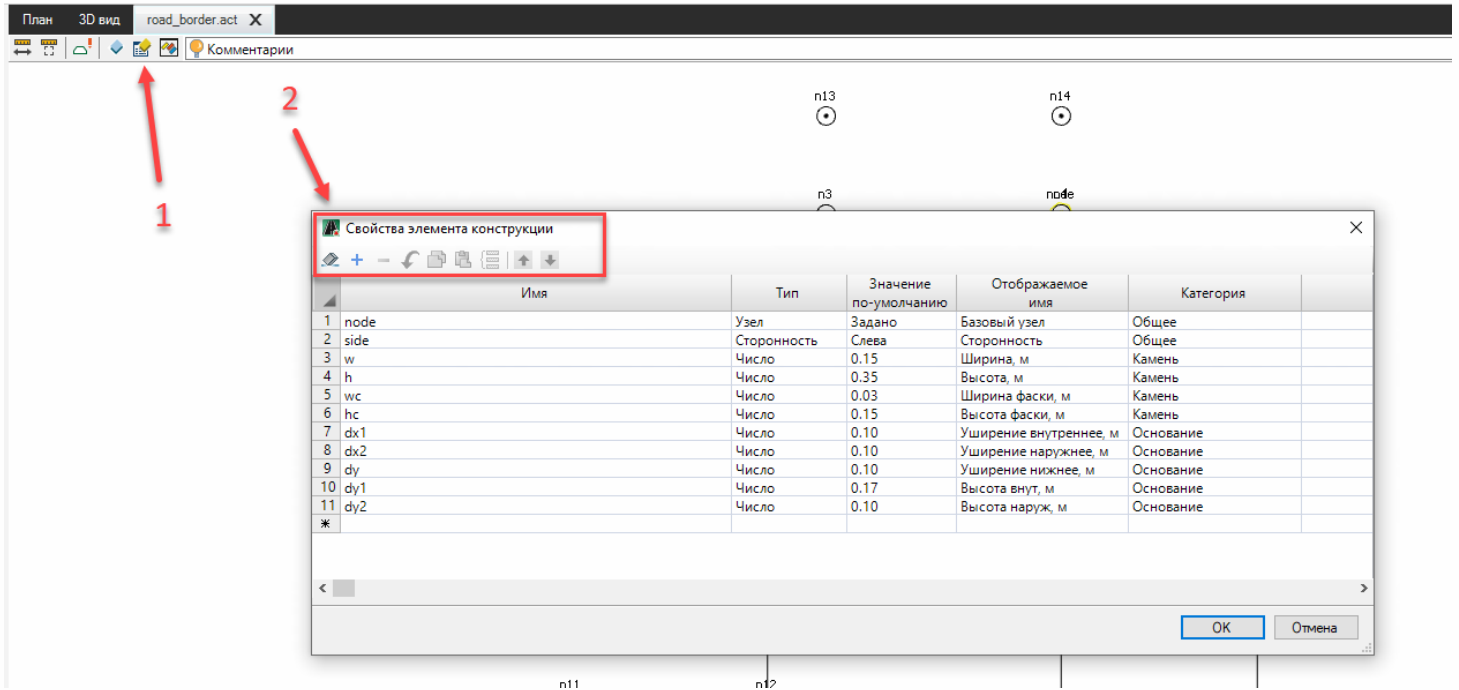 План 3D вид road_border.act X
Комментарии
2
n13 n14
1
n3
Свойства элемента конструкции
Имя Тип Значение по-умолчанию Отображаемое имя Категория
1 node Узел Задано Базовый узел Общее
2 side Сторонность Слева Сторонность Общее
3 w Число 0.15 Ширина, м Камень
4 h Число 0.35 Высота, м Камень
5 wc Число 0.03 Ширина фаски, м Камень
6 hc Число 0.15 Высота фаски, м Камень
7 dx1 Число 0.10 Уширение внутреннее, м Основание
8 dx2 Число 0.10 Уширение наружнее, м Основание
9 dy Число 0.10 Уширение нижнее, м Основание
10 dy1 Число 0.17 Высота внут, м Основание
11 dy2 Число 0.10 Высота наруж, м Основание
OK Отмена
n11 n12